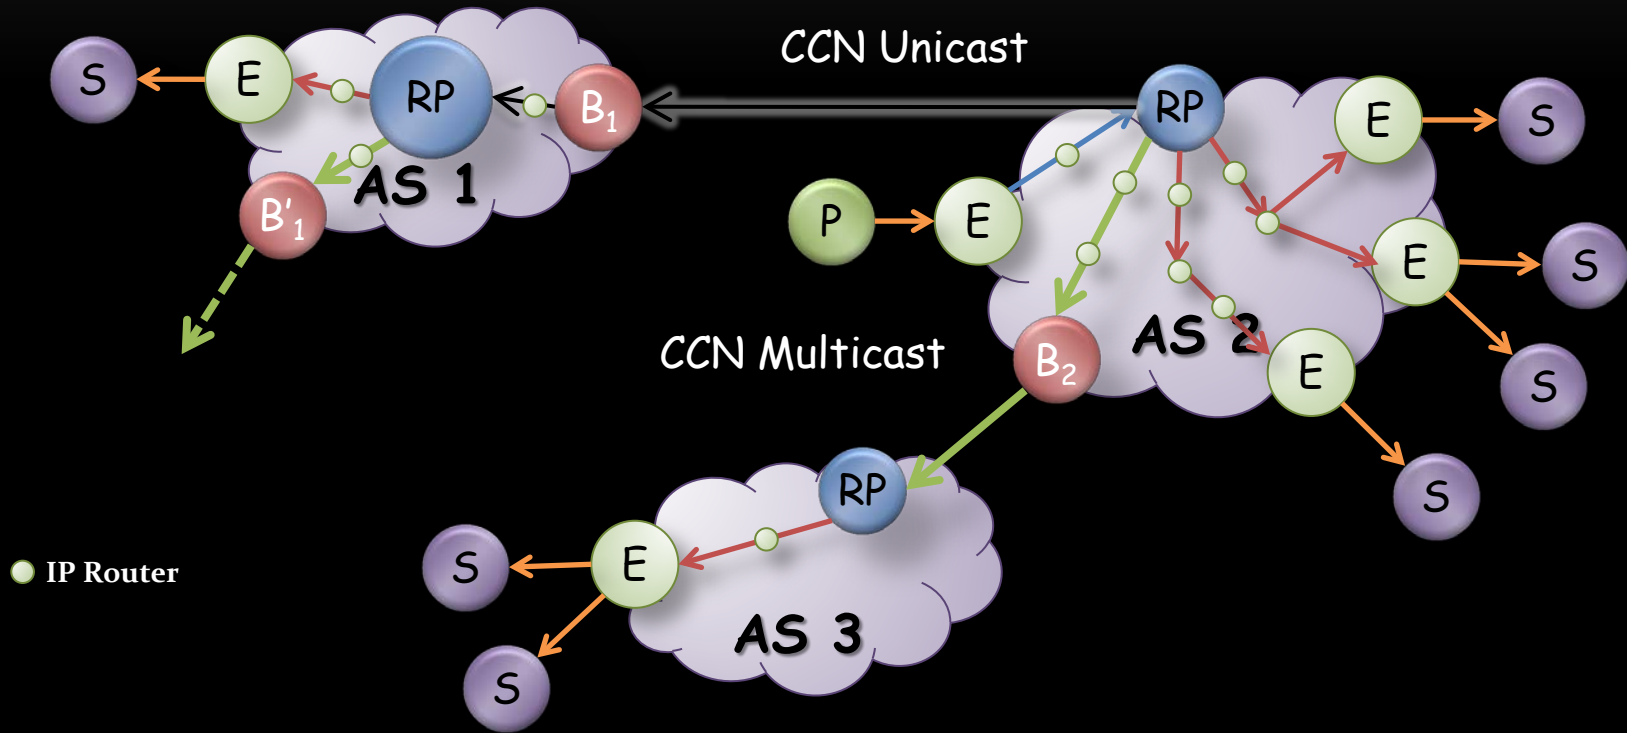 CCN Unicast
S
E
RP
B1
RP
E
S
AS 1
B'1
P
E
E
S
S
AS 2
CCN Multicast
B2
E
S
RP
S
S
E
IP Router
AS 3
S